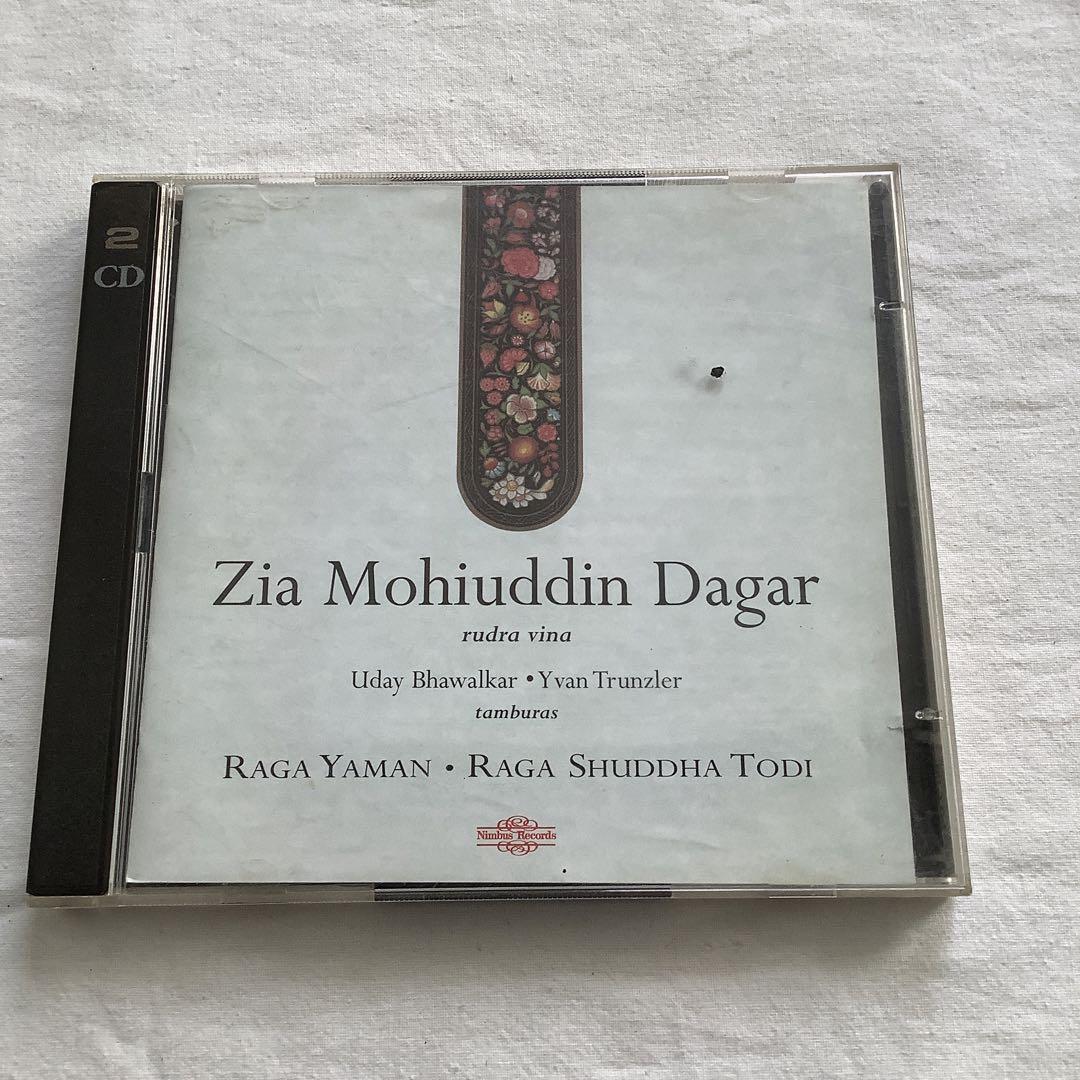 2
CD
Zia Mohiuddin Dagar
rudra vina
Uday Bhawalkar • Yvan Trunzler
tamburas
RAGA YAMAN • RAGA SHUDDHA TODI
Nimbus Records